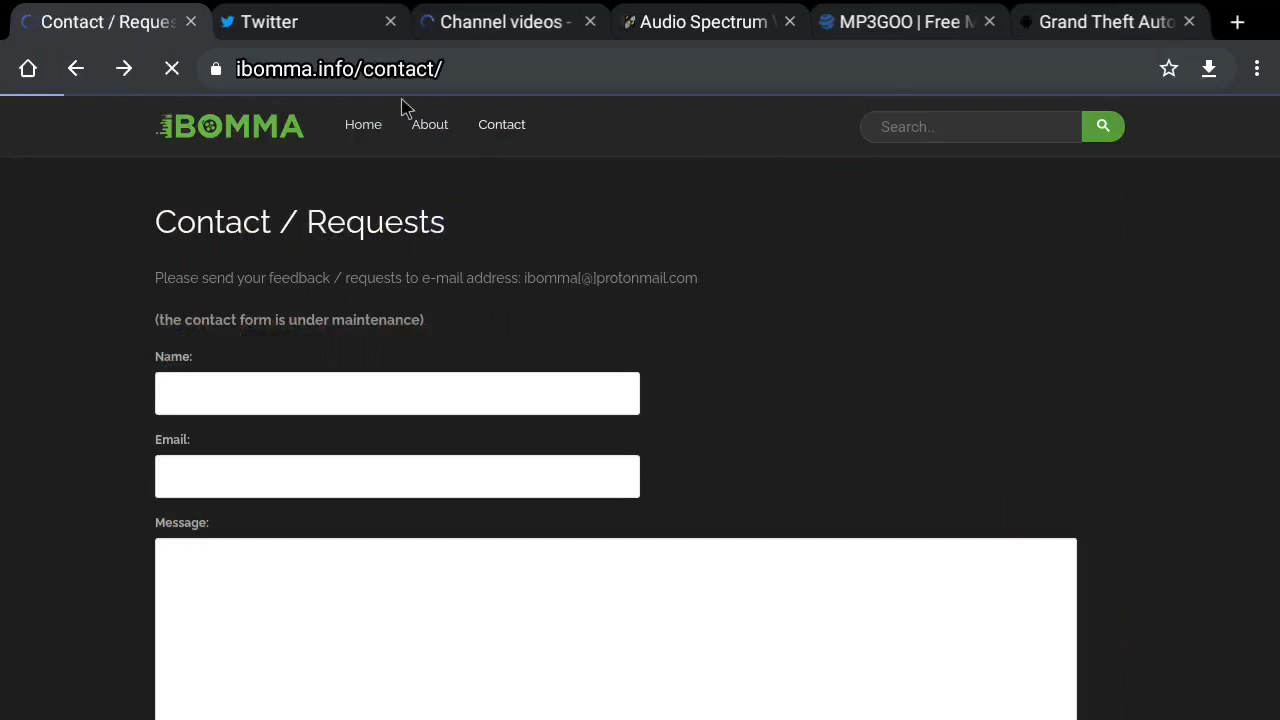 Contact / Reques
Twitter
Channel videos -
Audio Spectrum
MP3GOO | Free M
Grand Theft Auto
ibomma.info/contact/
iBOMMA
Home
About
Contact
Search..
Contact / Requests
Please send your feedback / requests to e-mail address: ibomma[@]protonmail.com
(the contact form is under maintenance)
Name:
Email:
Message: